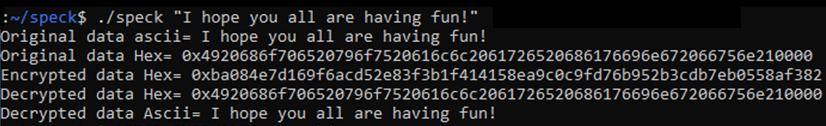 :~/speck$ ./speck "I hope you all are having fun!"
Original data ascii= I hope you all are having fun!
Original data Hex= 0x4920686f706520796f7520616c6c2061726520686176696e672066756e210000
Encrypted data Hex= 0xba084e7d169f6acd52e83f3b1f414158ea9c0c9fd76b952b3cdb7eb0558af382
Decrypted data Hex= 0x4920686f706520796f7520616c6c2061726520686176696e672066756e210000
Decrypted data Ascii= I hope you all are having fun!